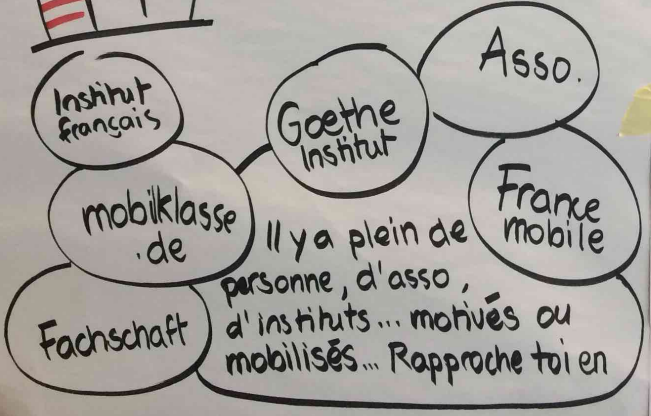 Institut
français
Goethe
Institut
Asso.
mobilklasse
.de
France
mobile
Fachschaft
Il y a plein de
personne, d'asso,
d'instituts... motivés ou
mobilisés... Rapproche toi en